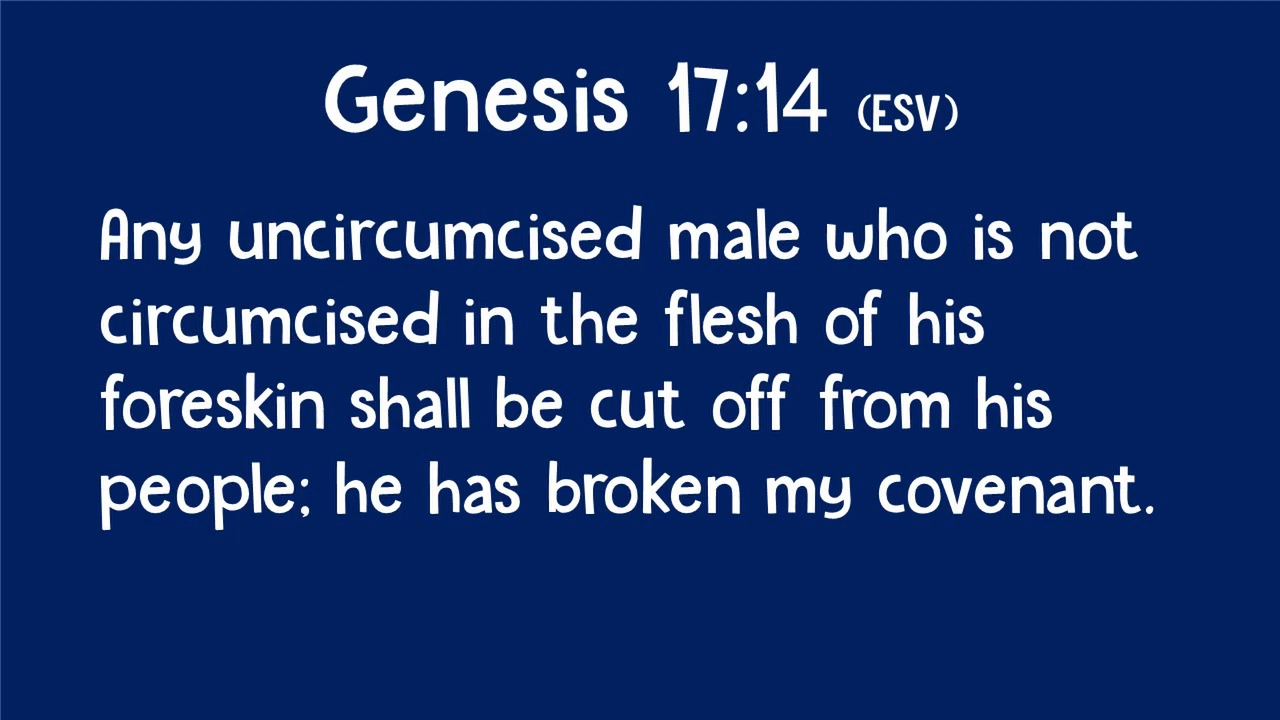 Genesis 17:14 (ESV)
Any uncircumcised male who is not
circumcised in the flesh of his
foreskin shall be cut off from his
people; he has broken my covenant.